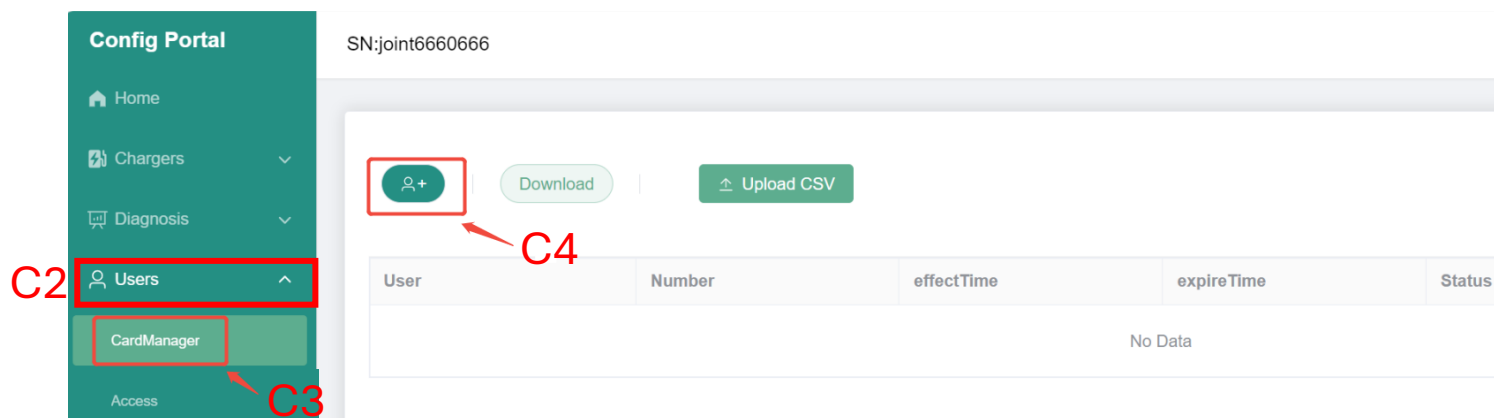 Config Portal
SN:joint6660666
Home
Chargers
Download
Upload CSV
Diagnosis
C4
C2
Users
User Number effectTime expireTime Status
CardManager
No Data
Access
C3